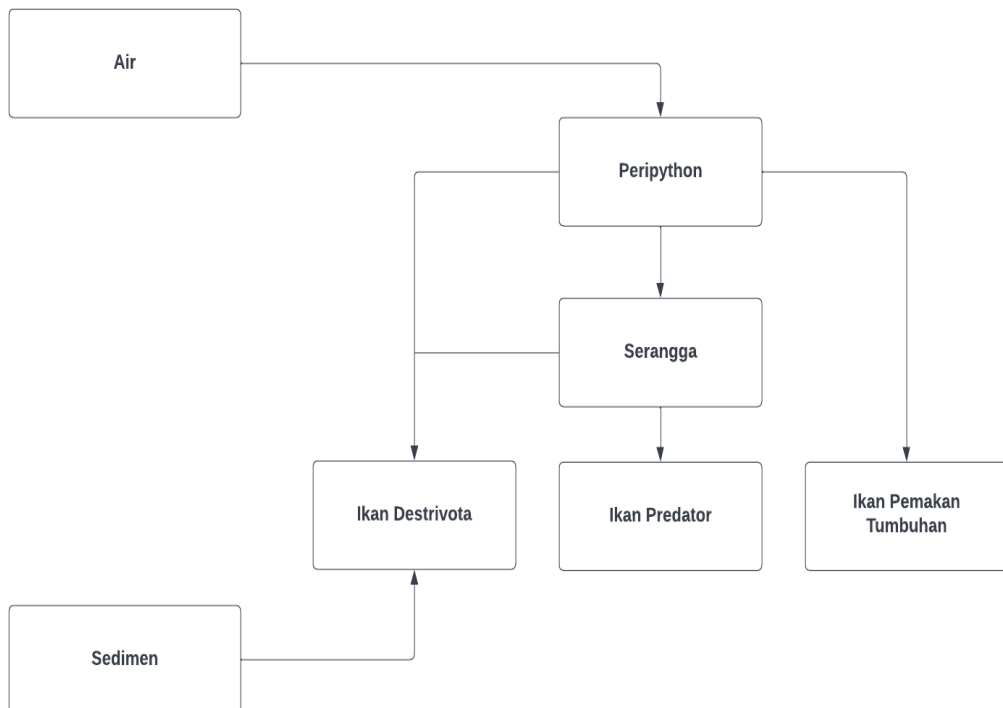 Air
Peripython
Serangga
Ikan Destrivota
Ikan Predator
Ikan Pemakan
Tumbuhan
Sedimen